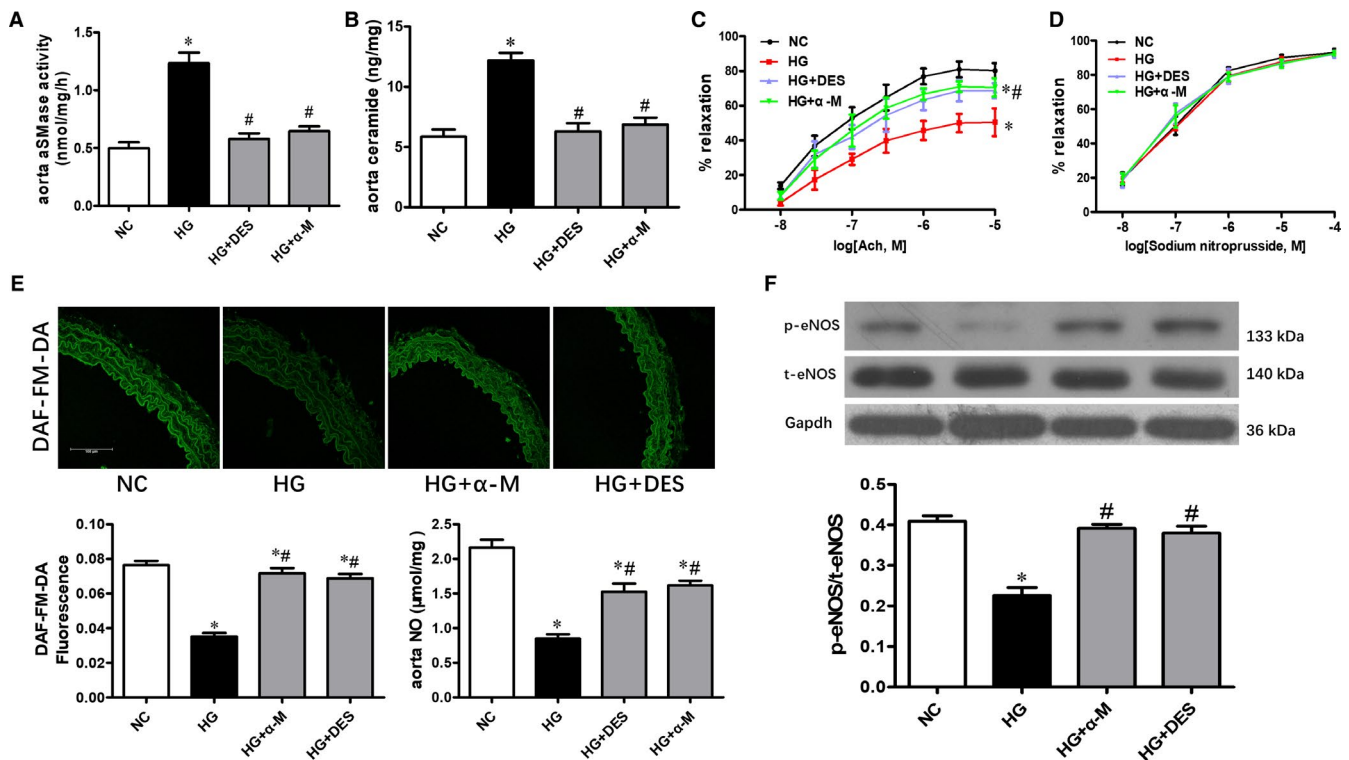 A
aorta aSMase activity
(nmol/mg/h)
1.5
1.0
0.5
0.0
*
#
#
NC
HG
HG+DES
HG+α-M
B
aorta ceramide (ng/mg)
15
10
5
0
*
#
#
NC
HG
HG+DES
HG+α-M
C
% relaxation
100
80
60
40
20
0
NC
HG
HG+DES
HG+α-M
*#
*
-8
-7
-6
-5
log[Ach, M]
D
% relaxation
100
80
60
40
20
0
NC
HG
HG+DES
HG+α-M
-8
-7
-6
-5
-4
log[Sodium nitroprusside, M]
E
DAF-FM-DA
NC
HG
HG+α-M
HG+DES
DAF-FM-DA
Fluorescence
0.10
0.08
0.06
0.04
0.02
0.00
*
*#
*#
NC
HG
HG+α-M
HG+DES
aorta NO (μmol/mg )
2.5
2.0
1.5
1.0
0.5
0.0
*
*#
*#
NC
HG
HG+DES
HG+α-M
F
p-eNOS
133 kDa
t-eNOS
140 kDa
Gapdh
36 kDa
p-eNOS/t-eNOS
0.5
0.4
0.3
0.2
0.1
0.0
*
#
#
NC
HG
HG+α-M
HG+DES